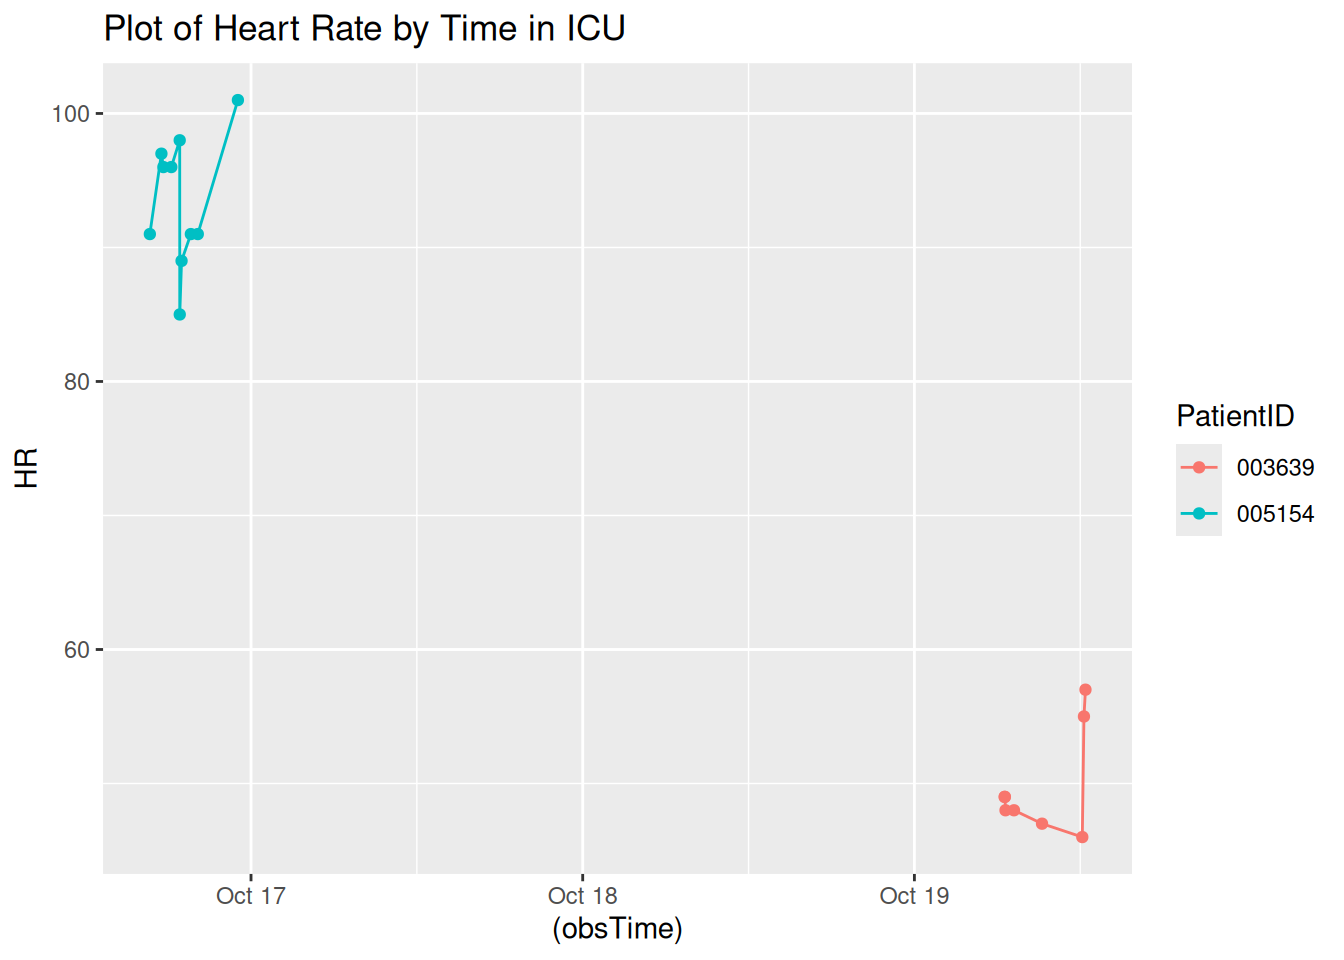 Plot of Heart Rate by Time in ICU
100
80
60
HR
Oct 17
Oct 18
Oct 19
(obsTime)
PatientID
003639
005154